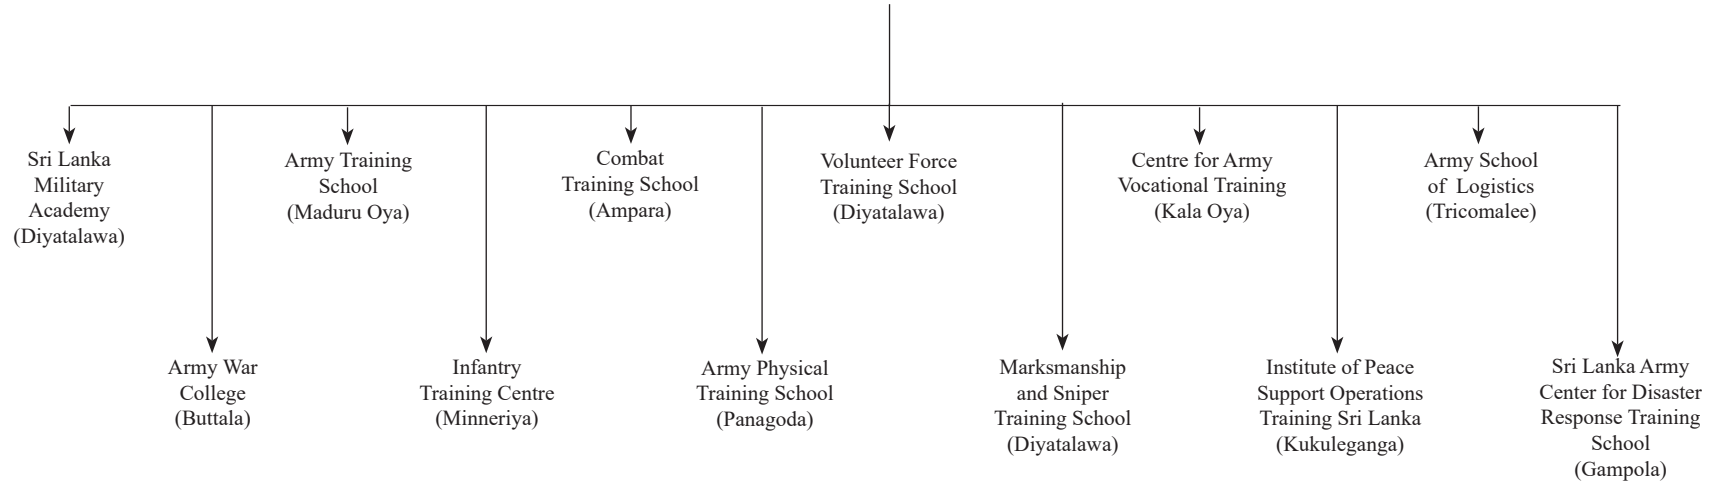 Sri Lanka
Military
Academy
(Diyatalawa)
Army Training
School
(Maduru Oya)
Combat
Training School
(Ampara)
Volunteer Force
Training School
(Diyatalawa)
Centre for Army
Vocational Training
(Kala Oya)
Army School
of Logistics
(Tricomalee)
Army War
College
(Buttala)
Infantry
Training Centre
(Minneriya)
Army Physical
Training School
(Panagoda)
Marksmanship
and Sniper
Training School
(Diyatalawa)
Institute of Peace
Support Operations
Training Sri Lanka
(Kukuleganga)
Sri Lanka Army
Center for Disaster
Response Training
School
(Gampola)